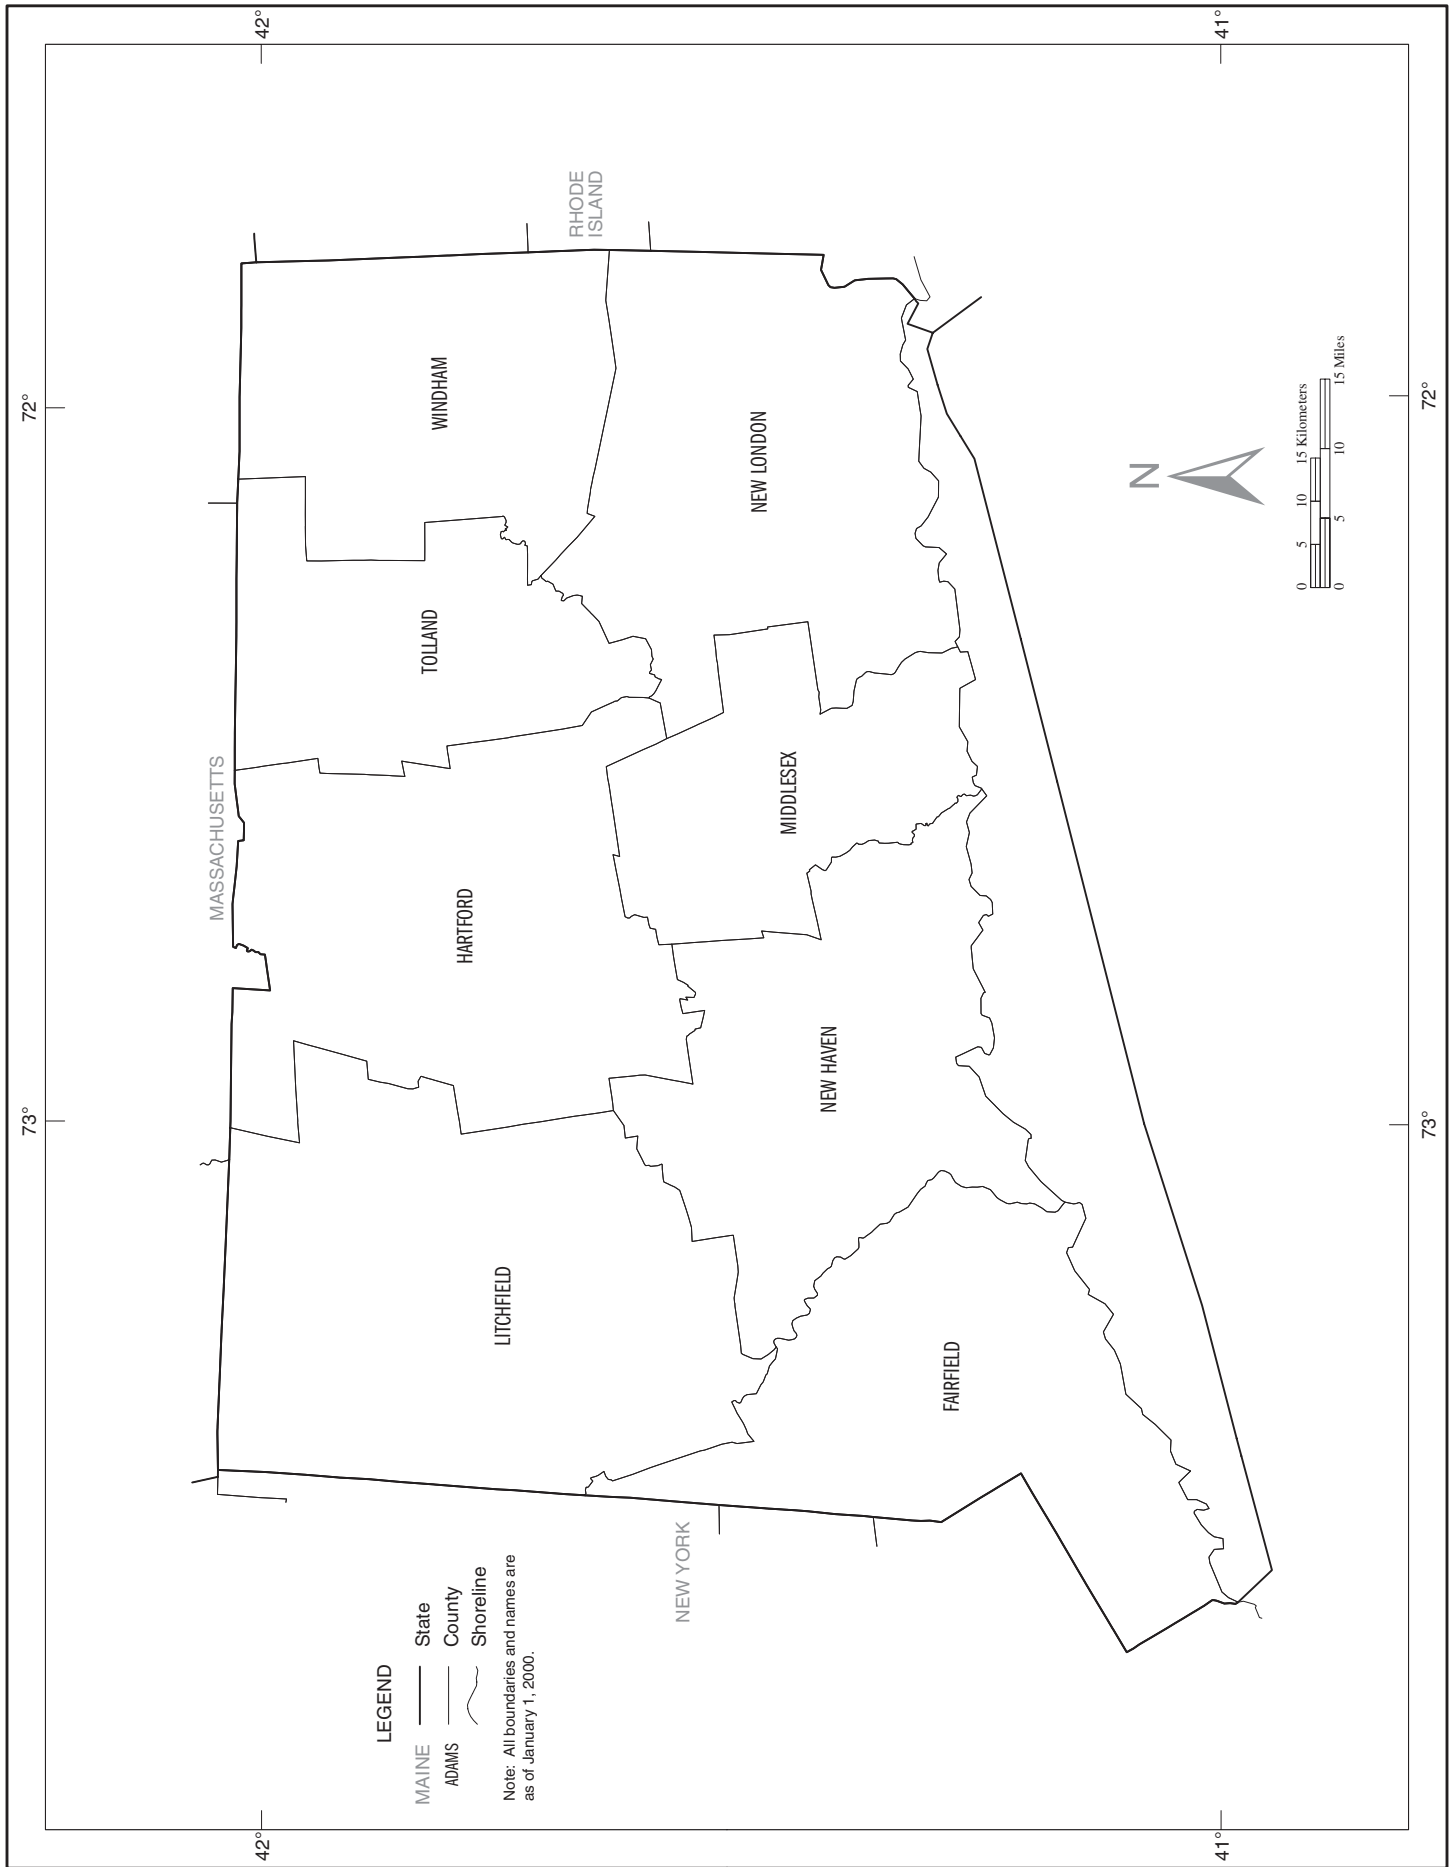 72°
73°
42°
41°
MASSACHUSETTS
RHODE
ISLAND
NEW YORK
LITCHFIELD
HARTFORD
TOLLAND
WINDHAM
FAIRFIELD
NEW HAVEN
MIDDLESEX
NEW LONDON
LEGEND
MAINE State
ADAMS County
Shoreline
Note: All boundaries and names are
as of January 1, 2000.
N
0 5 10 15 Kilometers
0 5 10 15 Miles
42°
41°
73°
72°